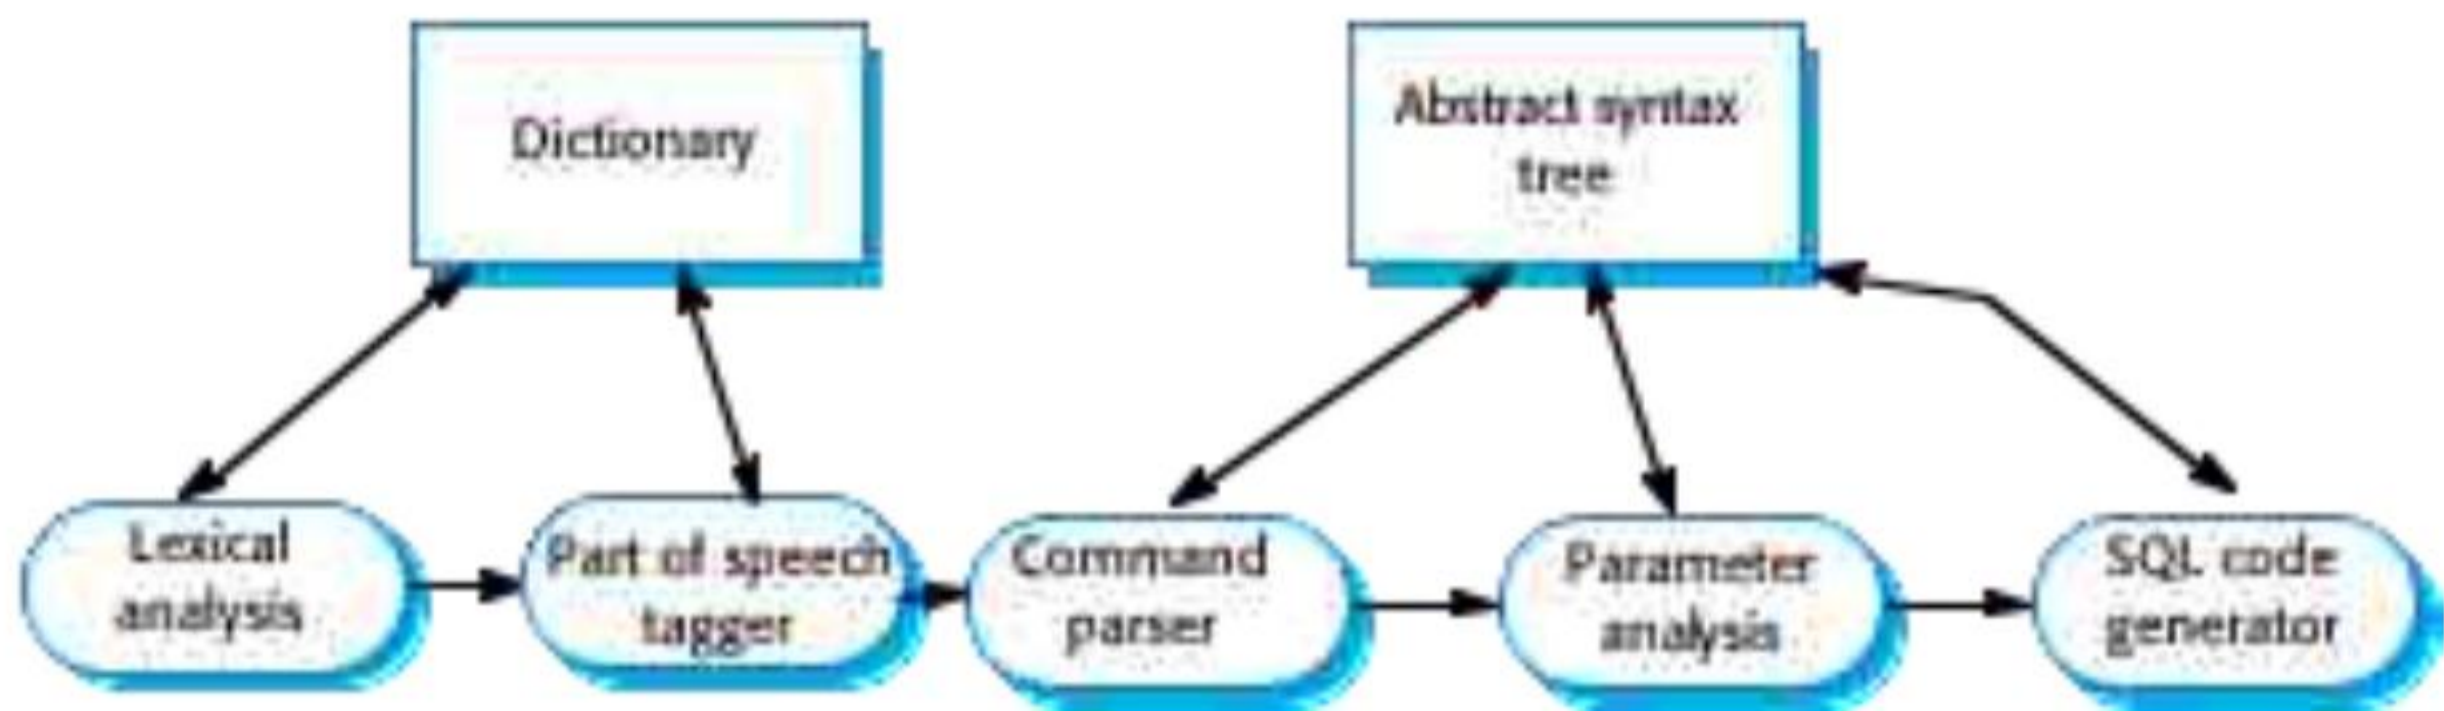 Dictionary
Abstract syntax
tree
Lexical
analysis
Part of speech
tagger
Command
parser
Parameter
analysis
SQL code
generator